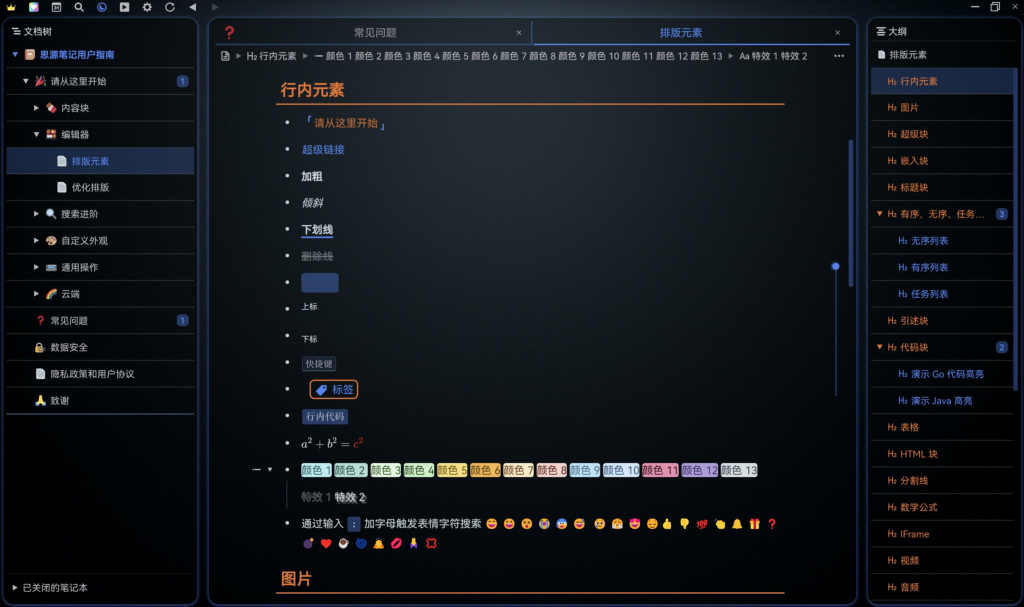 文档树
思源笔记用户指南
请从这里开始 1
内容块
编辑器
排版元素
优化排版
搜索进阶
自定义外观
通用操作
云端
常见问题 1
数据安全
隐私政策和用户协议
致谢
已关闭的笔记本
常见问题 × 排版元素 ×
H2 行内元素 颜色 1 颜色 2 颜色 3 颜色 4 颜色 5 颜色 6 颜色 7 颜色 8 颜色 9 颜色 10 颜色 11 颜色 12 颜色 13 Aa 特效 1 特效 2
行内元素
「请从这里开始」
超级链接
加粗
倾斜
下划线
删除线
上标
下标
快捷键
标签
行内代码
a² + b² = c²
颜色 1 颜色 2 颜色 3 颜色 4 颜色 5 颜色 6 颜色 7 颜色 8 颜色 9 颜色 10 颜色 11 颜色 12 颜色 13
特效 1 特效 2
通过输入 : 加字母触发表情字符搜索 😄 😆 😵 😭 😰 😅 😢 😤 😍 😌 👍 👎 💯 👏 🔔 🎁 ❓
💣 ❤️ ☕ 🌀 🙇 💋 🙏 💢
图片
大纲
排版元素
H2 行内元素
H2 图片
H2 超级块
H2 嵌入块
H2 标题块
H2 有序、无序、任务... 3
H3 无序列表
H3 有序列表
H3 任务列表
H2 引述块
H2 代码块 2
H3 演示 Go 代码高亮
H3 演示 Java 高亮
H2 表格
H2 HTML 块
H2 分割线
H2 数学公式
H2 IFrame
H2 视频
H2 音频